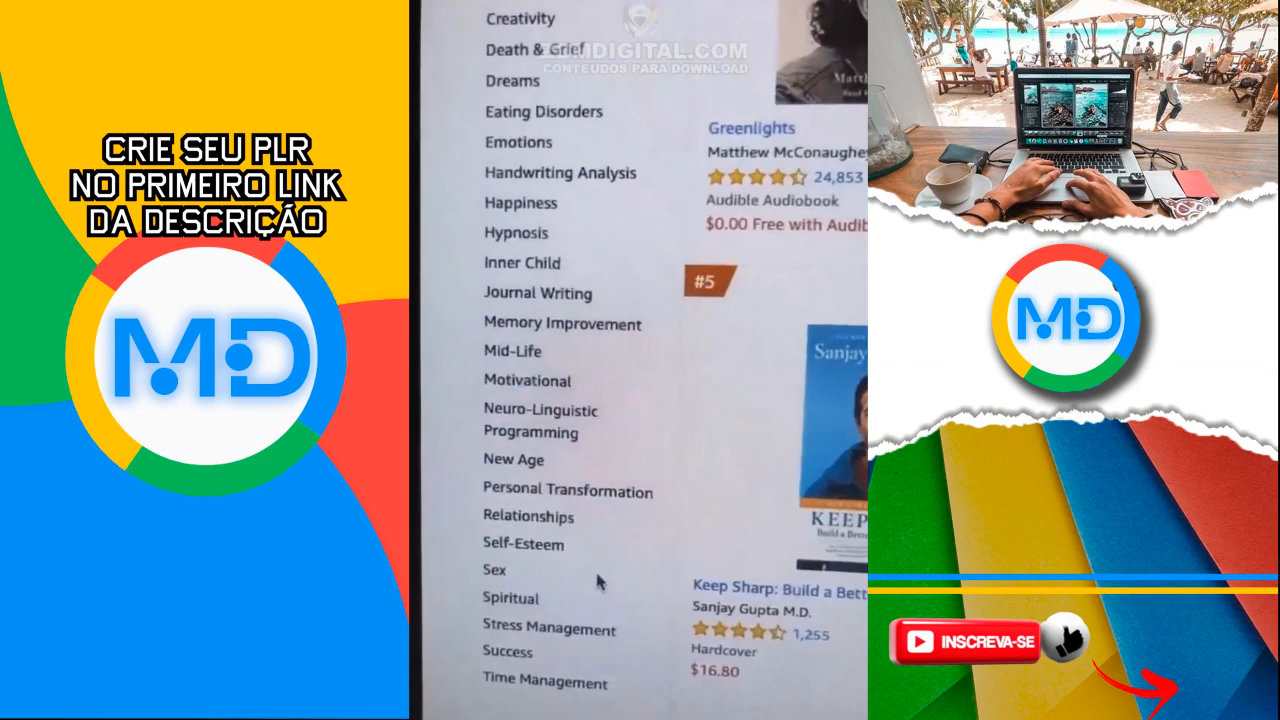 CRIE SEU PLR
NO PRIMEIRO LINK
DA DESCRIÇÃO
MD
Creativity
Death & Grief
Dreams
Eating Disorders
Emotions
Handwriting Analysis
Happiness
Hypnosis
Inner Child
Journal Writing
Memory Improvement
Mid-Life
Motivational
Neuro-Linguistic
Programming
New Age
Personal Transformation
Relationships
Self-Esteem
Sex
Spiritual
Stress Management
Success
Time Management
CONTEUDOS PARA DOWNLOAD
Greenlights
Matthew McConaughey
24,853
Audible Audiobook
$0.00 Free with Audib
#5
Sanjay
KEEP
Keep Sharp: Build a Bett
Sanjay Gupta M.D.
1,255
Hardcover
$16.80
MD
INSCREVA-SE